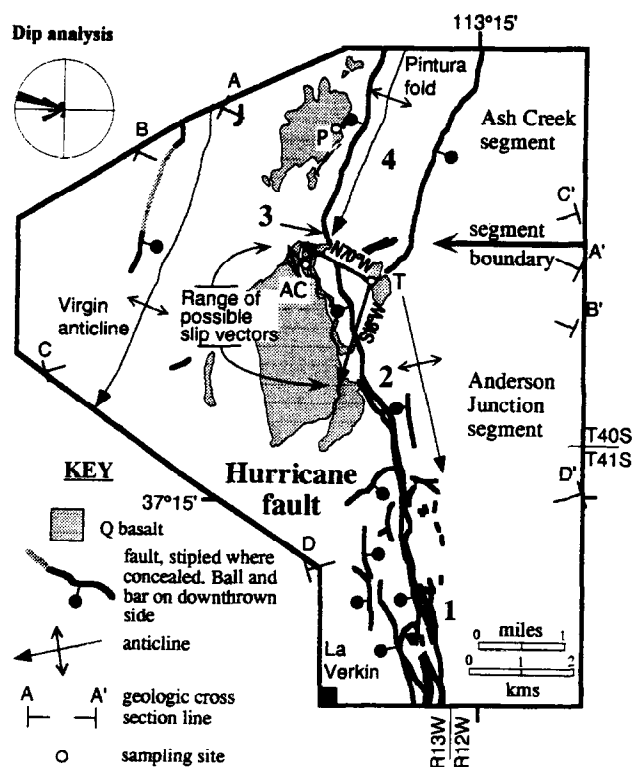 Dip analysis
113°15'
A
B
P
Pintura
fold
4
Ash Creek
segment
C'
3
N70°W
segment
boundary
A'
AC
T
Range of
possible
slip vectors
Virgin
anticline
B'
C
2
Anderson
Junction
segment
T40S
T41S
KEY
Hurricane
fault
D'
37°15'
Q basalt
D
fault, stipled where
concealed. Ball and
bar on downthrown
side
1
anticline
La
Verkin
0 miles 1
0 1 2
kms
A A' geologic cross
section line
sampling site
R13W
R12W